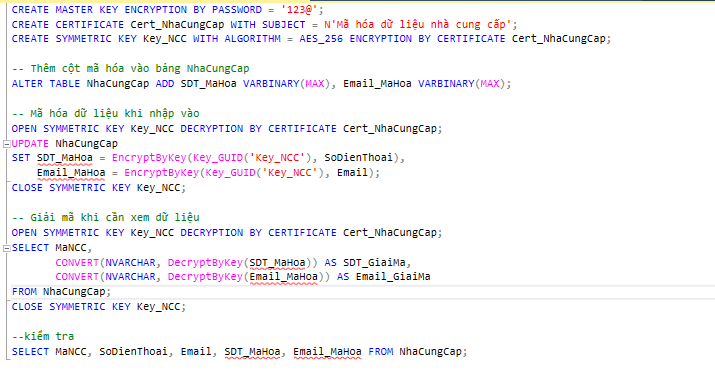 CREATE MASTER KEY ENCRYPTION BY PASSWORD = '123@';
CREATE CERTIFICATE Cert_NhaCungCap WITH SUBJECT = N'Mã hóa dữ liệu nhà cung cấp';
CREATE SYMMETRIC KEY Key_NCC WITH ALGORITHM = AES_256 ENCRYPTION BY CERTIFICATE Cert_NhaCungCap;
-- Thêm cột mã hóa vào bảng NhaCungCap
ALTER TABLE NhaCungCap ADD SDT_MaHoa VARBINARY(MAX), Email_MaHoa VARBINARY(MAX);
-- Mã hóa dữ liệu khi nhập vào
OPEN SYMMETRIC KEY Key_NCC DECRYPTION BY CERTIFICATE Cert_NhaCungCap;
UPDATE NhaCungCap
SET SDT_MaHoa = EncryptByKey(Key_GUID('Key_NCC'), SoDienThoai),
Email_MaHoa = EncryptByKey(Key_GUID('Key_NCC'), Email);
CLOSE SYMMETRIC KEY Key_NCC;
-- Giải mã khi cần xem dữ liệu
OPEN SYMMETRIC KEY Key_NCC DECRYPTION BY CERTIFICATE Cert_NhaCungCap;
SELECT MaNCC,
CONVERT(NVARCHAR, DecryptByKey(SDT_MaHoa)) AS SDT_GiaiMa,
CONVERT(NVARCHAR, DecryptByKey(Email_MaHoa)) AS Email_GiaiMa
FROM NhaCungCap;
CLOSE SYMMETRIC KEY Key_NCC;
--kiểm tra
SELECT MaNCC, SoDienThoai, Email, SDT_MaHoa, Email_MaHoa FROM NhaCungCap;